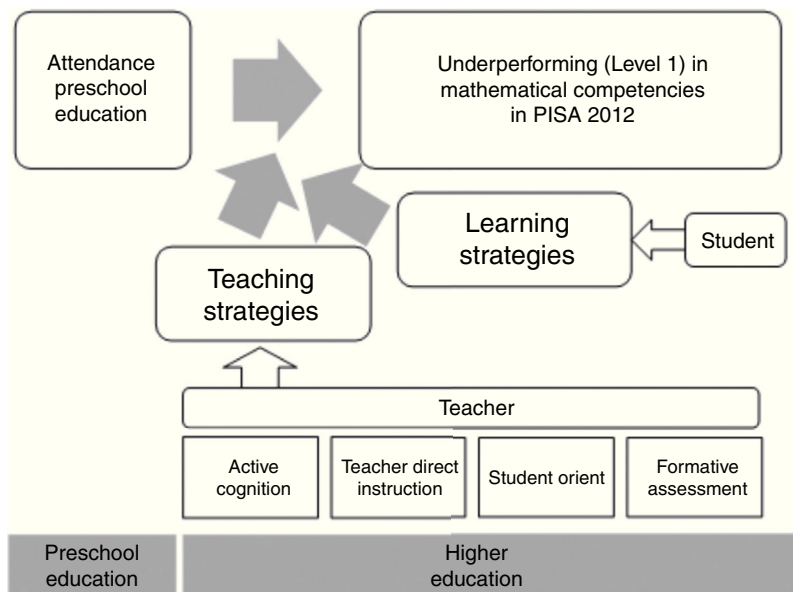 Attendance
preschool
education
Underperforming (Level 1) in
mathematical competencies
in PISA 2012
Learning
strategies
Student
Teaching
strategies
Teacher
Active
cognition
Teacher direct
instruction
Student orient
Formative
assessment
Preschool
education
Higher
education